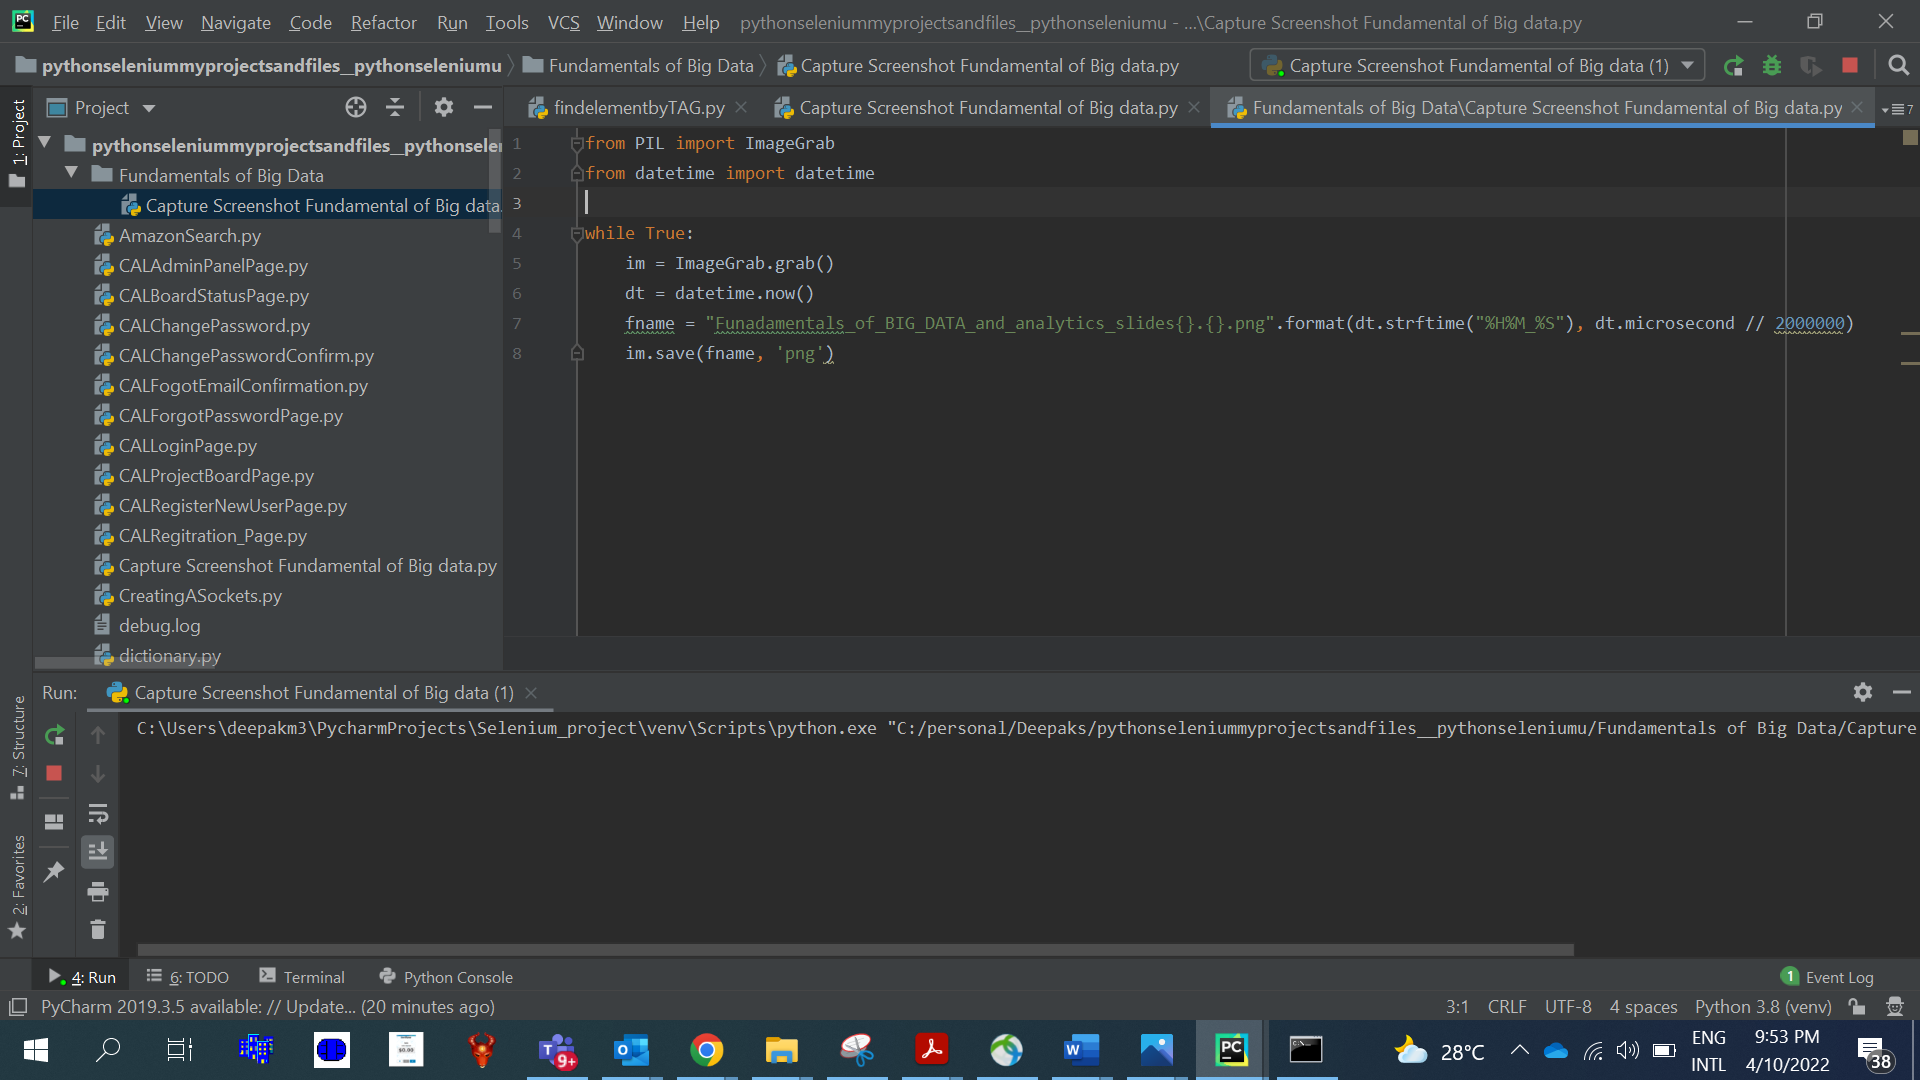 PC File Edit View Navigate Code Refactor Run Tools VCS Window Help pythonseleniummyprojectsandfiles__pythonseleniumu - ...\Capture Screenshot Fundamental of Big data.py
pythonseleniummyprojectsandfiles__pythonseleniumu Fundamentals of Big Data Capture Screenshot Fundamental of Big data.py Capture Screenshot Fundamental of Big data (1)
1: Project
Project
findelementbyTAG.py Capture Screenshot Fundamental of Big data.py Fundamentals of Big Data\Capture Screenshot Fundamental of Big data.py 7
pythonseleniummyprojectsandfiles__pythonseler
Fundamentals of Big Data
Capture Screenshot Fundamental of Big data.
AmazonSearch.py
CALAdminPanelPage.py
CALBoardStatusPage.py
CALChangePassword.py
CALChangePasswordConfirm.py
CALFogotEmailConfirmation.py
CALForgotPasswordPage.py
CALLoginPage.py
CALProjectBoardPage.py
CALRegisterNewUserPage.py
CALRegitration_Page.py
Capture Screenshot Fundamental of Big data.py
CreatingASockets.py
debug.log
dictionary.py
1 from PIL import ImageGrab
2 from datetime import datetime
3
4 while True:
5 im = ImageGrab.grab()
6 dt = datetime.now()
7 fname = "Funadamentals_of_BIG_DATA_and_analytics_slides{}.{}.png".format(dt.strftime("%H%M_%S"), dt.microsecond // 2000000)
8 im.save(fname, 'png')
Run: Capture Screenshot Fundamental of Big data (1)
7: Structure
2: Favorites
C:\Users\deepakm3\PycharmProjects\Selenium_project\venv\Scripts\python.exe "C:/personal/Deepaks/pythonseleniummyprojectsandfiles__pythonseleniumu/Fundamentals of Big Data/Capture
4: Run 6: TODO Terminal Python Console 1 Event Log
PyCharm 2019.3.5 available: // Update... (20 minutes ago) 3:1 CRLF UTF-8 4 spaces Python 3.8 (venv)
$0.00 T 9+ O W PC C:\. 28°C ENG INTL 9:53 PM 4/10/2022 38